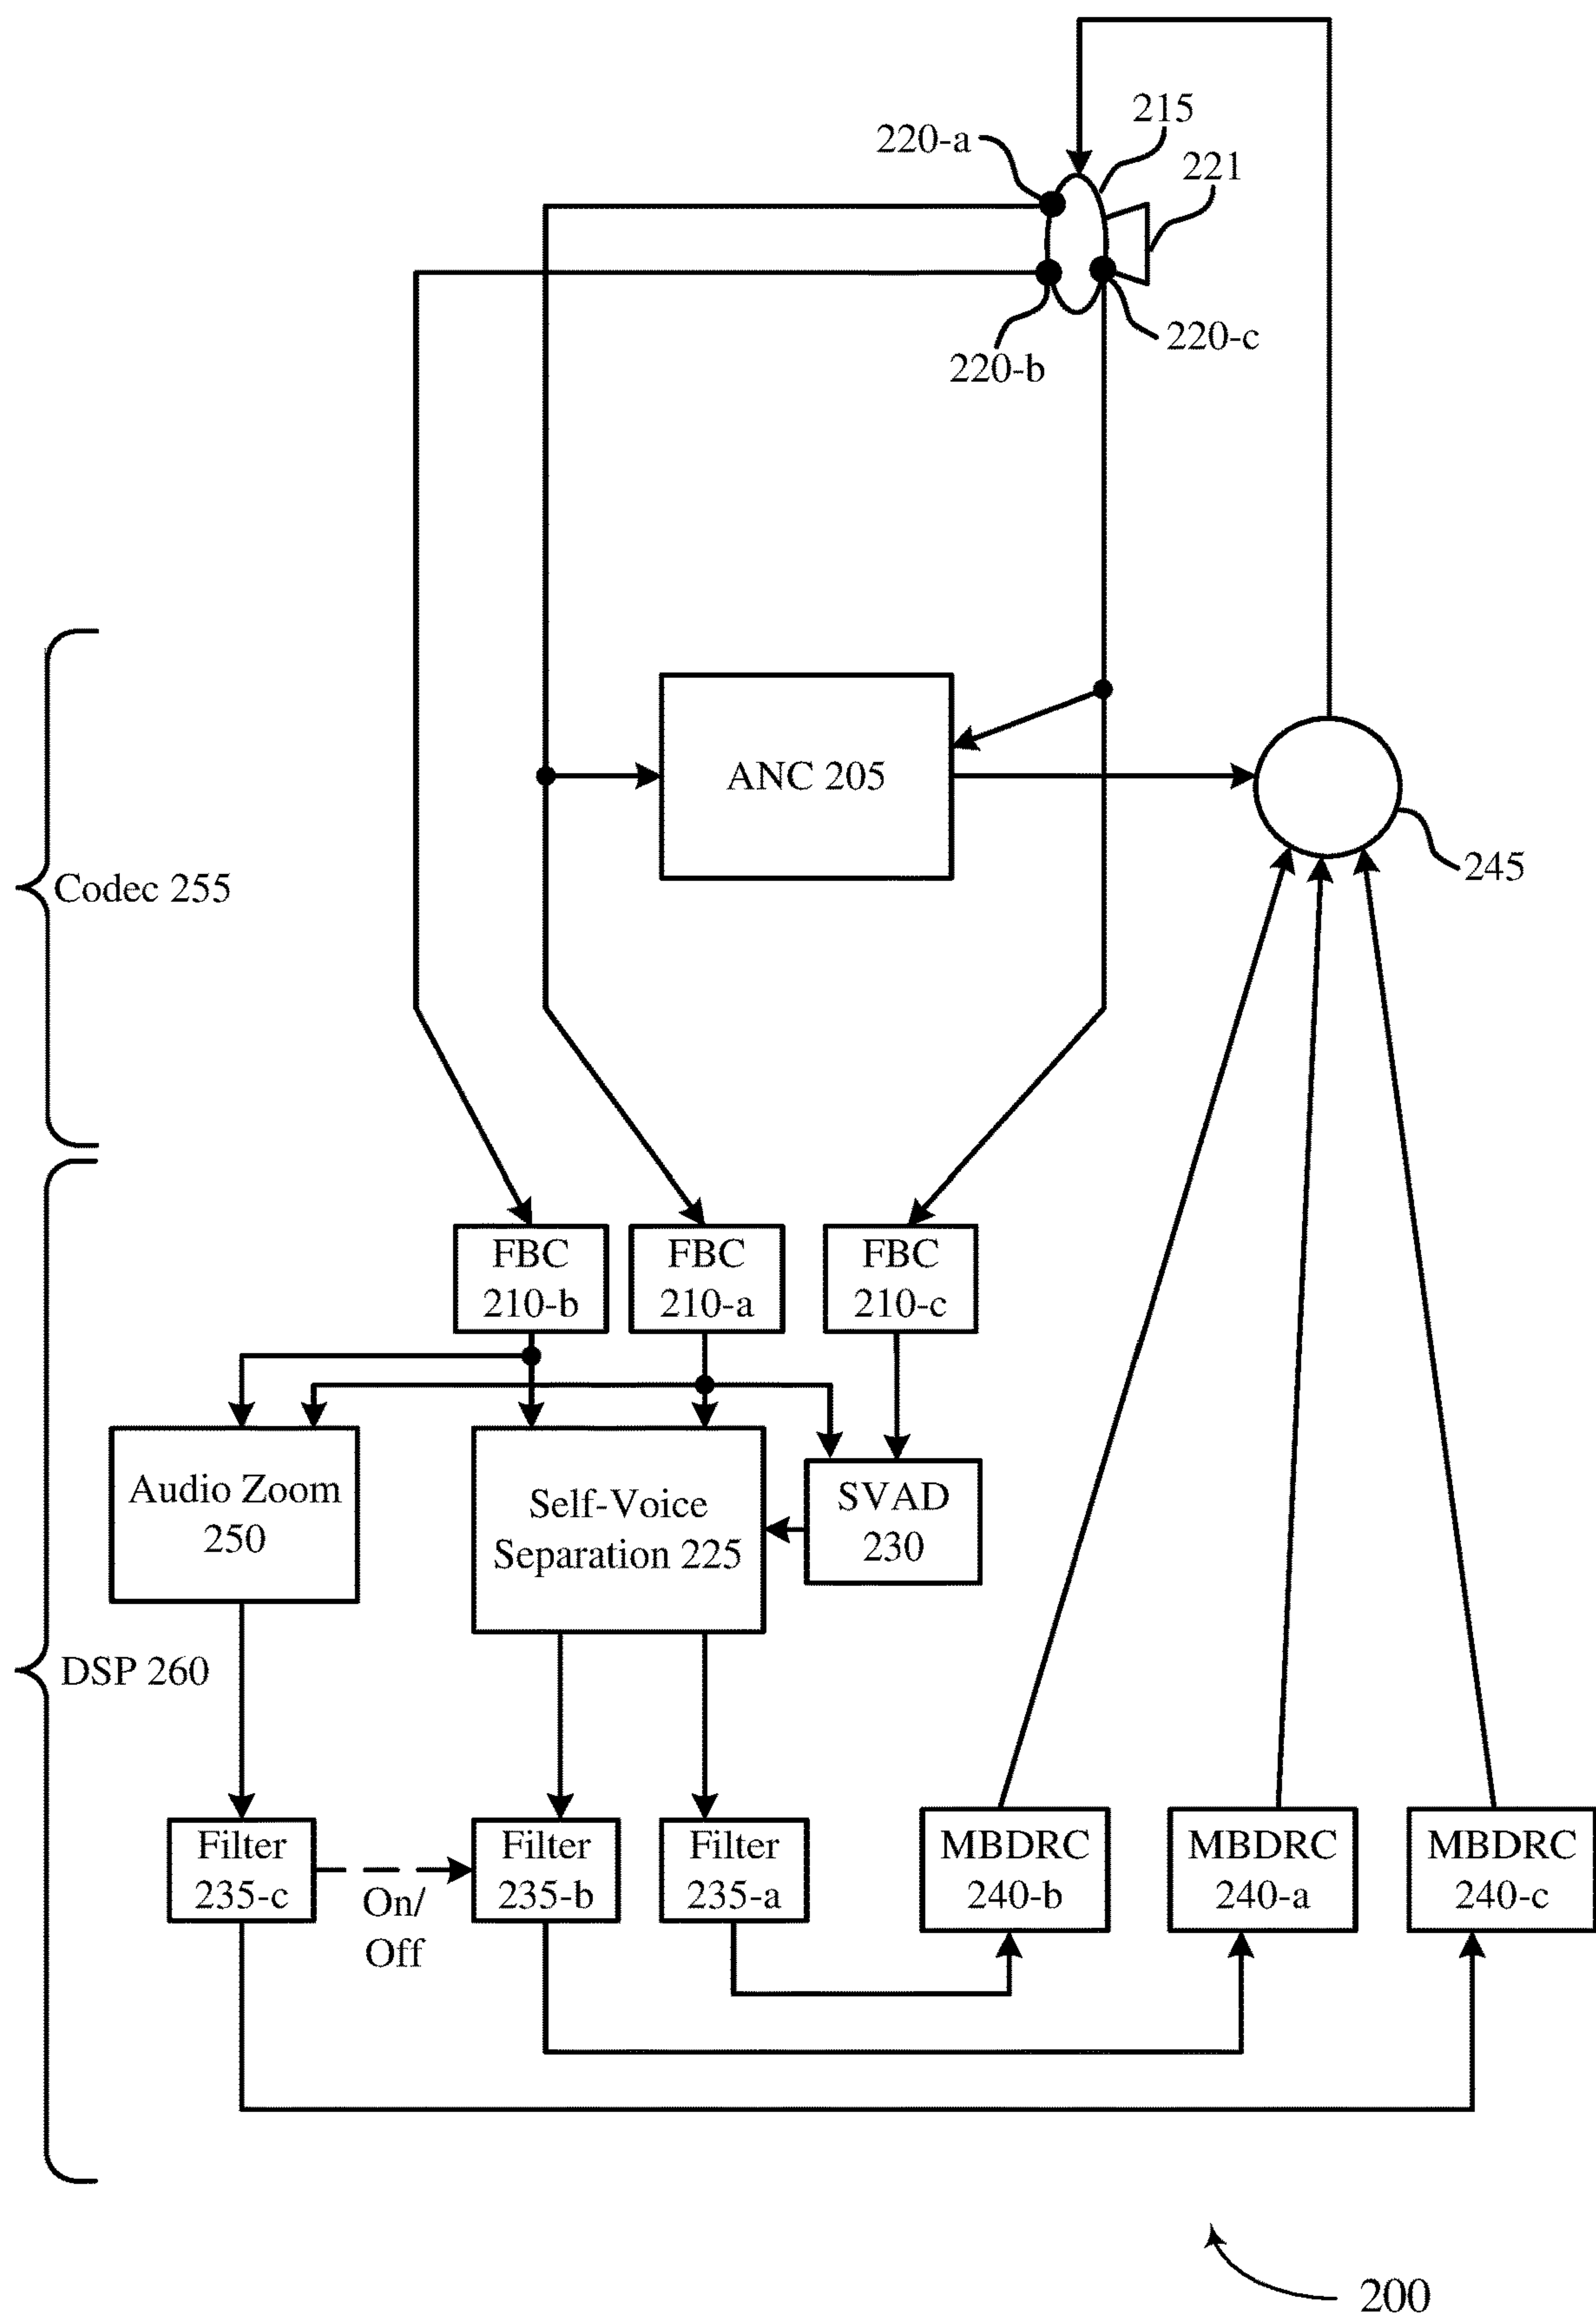 215
220-a
221
220-c
220-b
ANC 205
245
Codec 255
FBC
210-b
FBC
210-a
FBC
210-c
Audio Zoom
250
Self-Voice
Separation 225
SVAD
230
DSP 260
Filter
235-c
On/
Off
Filter
235-b
Filter
235-a
MBDRC
240-b
MBDRC
240-a
MBDRC
240-c
200